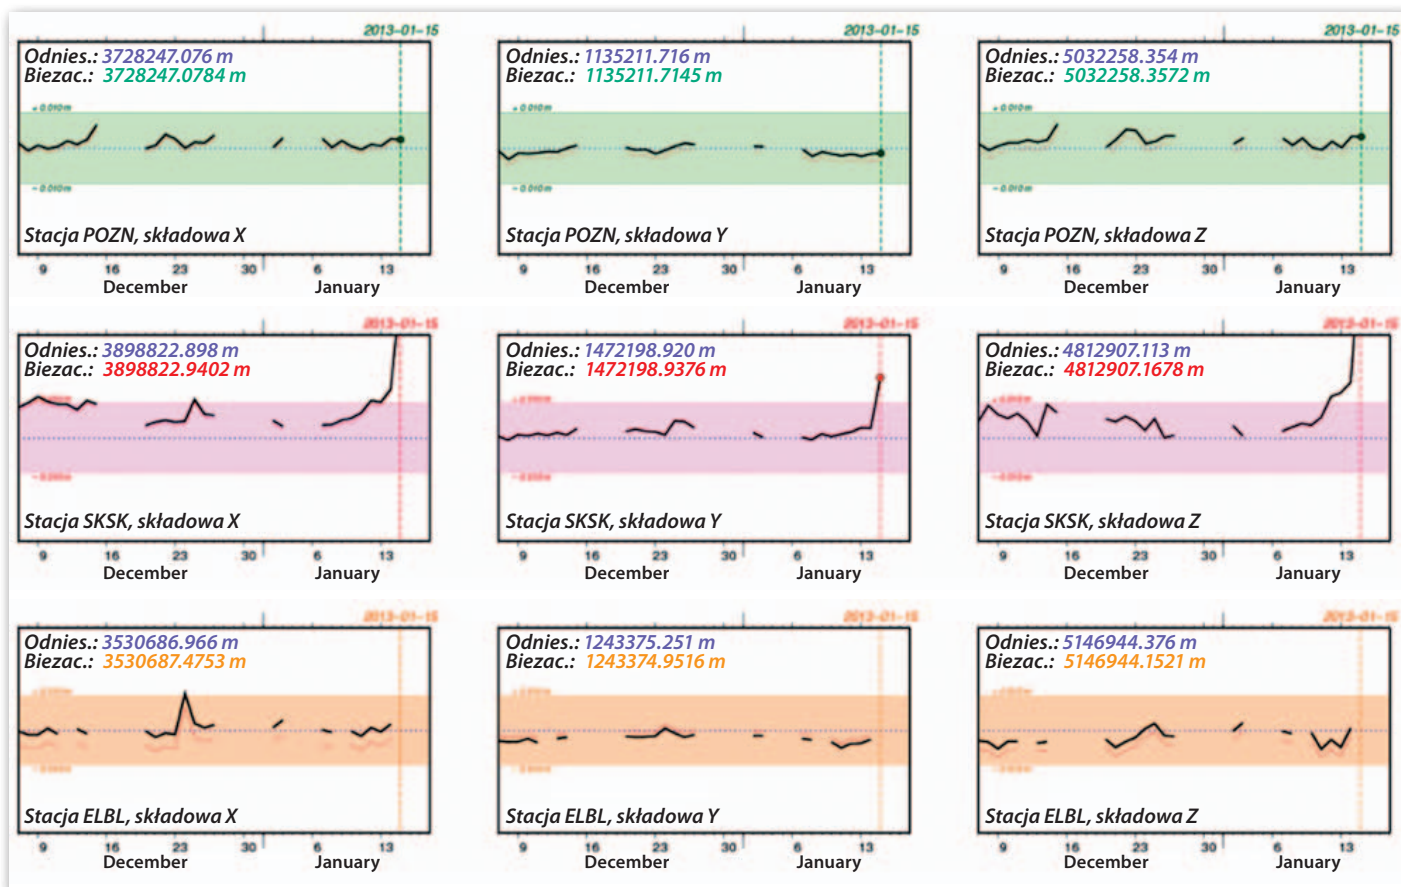 2013-01-15
Odnies.: 3728247.076 m
Biezac.: 3728247.0784 m
+0.010m
-0.010m
Stacja POZN, składowa X
9 16 23 30 6 13
December January
2013-01-15
Odnies.: 1135211.716 m
Biezac.: 1135211.7145 m
+0.010m
-0.010m
Stacja POZN, składowa Y
9 16 23 30 6 13
December January
2013-01-15
Odnies.: 5032258.354 m
Biezac.: 5032258.3572 m
+0.010m
-0.010m
Stacja POZN, składowa Z
9 16 23 30 6 13
December January
2013-01-15
Odnies.: 3898822.898 m
Biezac.: 3898822.9402 m
Stacja SKSK, składowa X
9 16 23 30 6 13
December January
2013-01-15
Odnies.: 1472198.920 m
Biezac.: 1472198.9376 m
Stacja SKSK, składowa Y
9 16 23 30 6 13
December January
2013-01-15
Odnies.: 4812907.113 m
Biezac.: 4812907.1678 m
Stacja SKSK, składowa Z
9 16 23 30 6 13
December January
2013-01-15
Odnies.: 3530686.966 m
Biezac.: 3530687.4753 m
Stacja ELBL, składowa X
9 16 23 30 6 13
December January
2013-01-15
Odnies.: 1243375.251 m
Biezac.: 1243374.9516 m
Stacja ELBL, składowa Y
9 16 23 30 6 13
December January
2013-01-15
Odnies.: 5146944.376 m
Biezac.: 5146944.1521 m
Stacja ELBL, składowa Z
9 16 23 30 6 13
December January